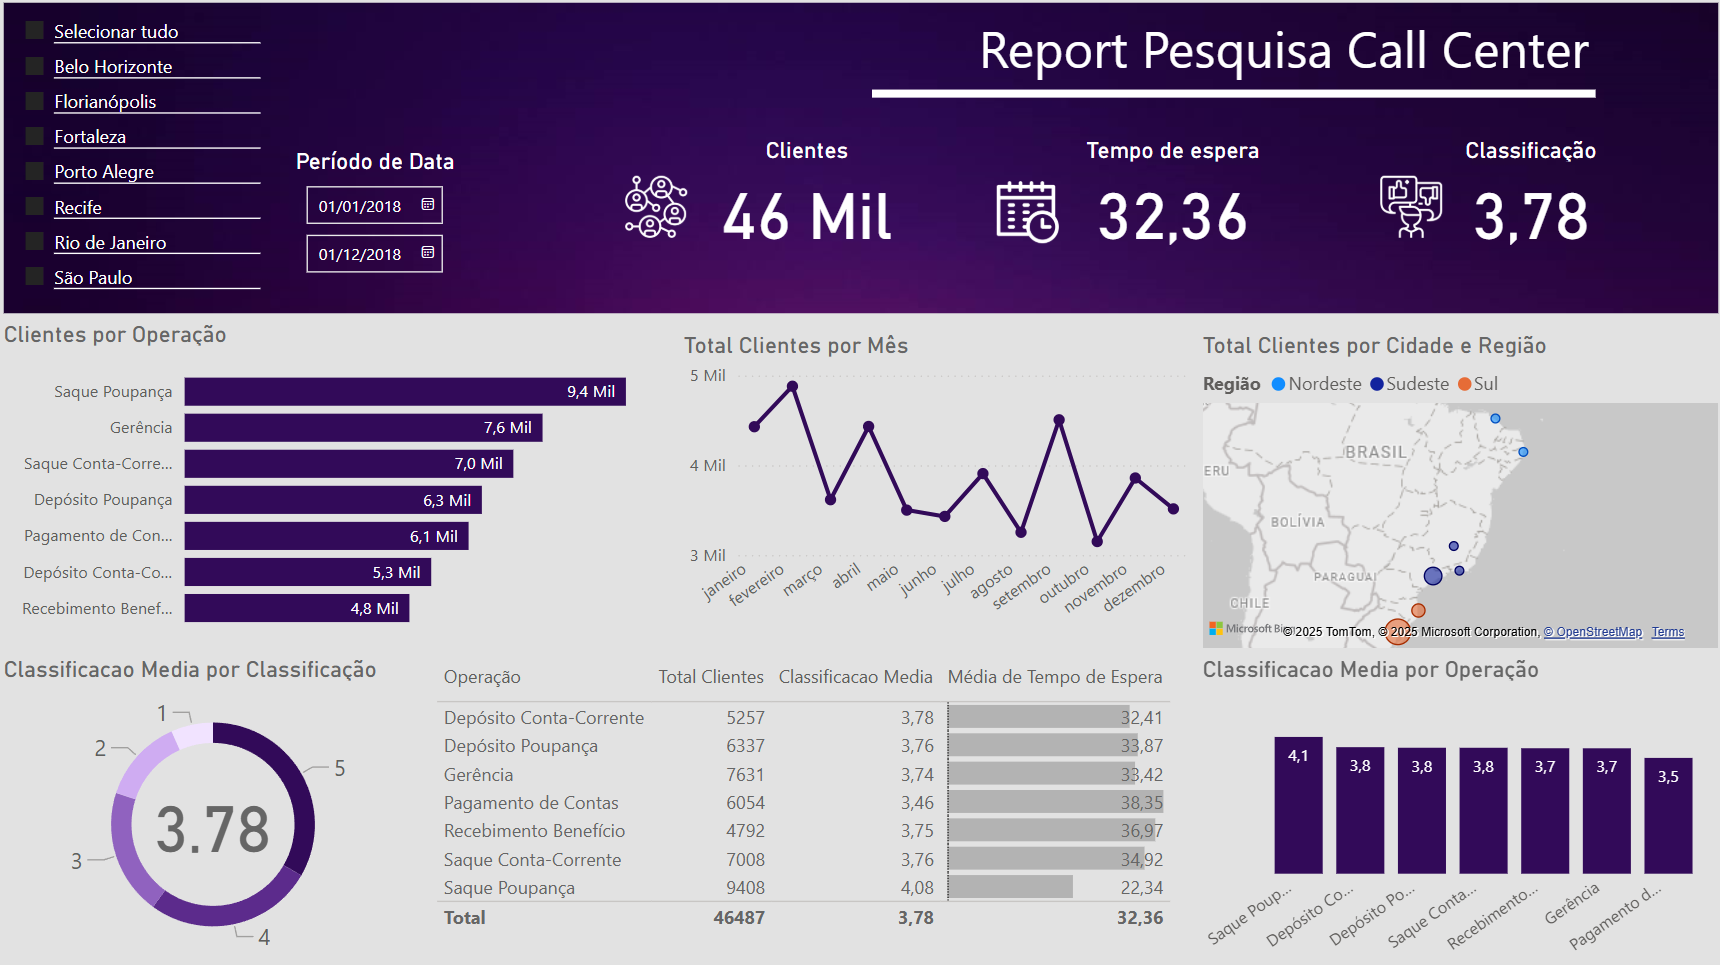 Selecionar tudo
Belo Horizonte
Florianópolis
Fortaleza
Porto Alegre
Recife
Rio de Janeiro
São Paulo
Período de Data
01/01/2018
01/12/2018
Report Pesquisa Call Center
Clientes
46 Mil
Tempo de espera
32,36
Classificação
3,78
Clientes por Operação
Saque Poupança 9,4 Mil
Gerência 7,6 Mil
Saque Conta-Corre... 7,0 Mil
Depósito Poupança 6,3 Mil
Pagamento de Con... 6,1 Mil
Depósito Conta-Co... 5,3 Mil
Recebimento Benef... 4,8 Mil
Total Clientes por Mês
5 Mil
4 Mil
3 Mil
janeiro fevereiro março abril maio junho julho agosto setembro outubro novembro dezembro
Total Clientes por Cidade e Região
Região Nordeste Sudeste Sul
BRASIL
ERU
BOLÍVIA
PARAGUAI
CHILE
Microsoft Bing © 2025 TomTom, © 2025 Microsoft Corporation, © OpenStreetMap Terms
Classificacao Media por Classificação
1
2
3
4
5
3.78
Operação Total Clientes Classificacao Media Média de Tempo de Espera
Depósito Conta-Corrente 5257 3,78 32,41
Depósito Poupança 6337 3,76 33,87
Gerência 7631 3,74 33,42
Pagamento de Contas 6054 3,46 38,35
Recebimento Benefício 4792 3,75 36,97
Saque Conta-Corrente 7008 3,76 34,92
Saque Poupança 9408 4,08 22,34
Total 46487 3,78 32,36
Classificacao Media por Operação
4,1 3,8 3,8 3,8 3,7 3,7 3,5
Saque Poup... Depósito Co... Depósito Po... Saque Conta... Recebimento... Gerência Pagamento d...